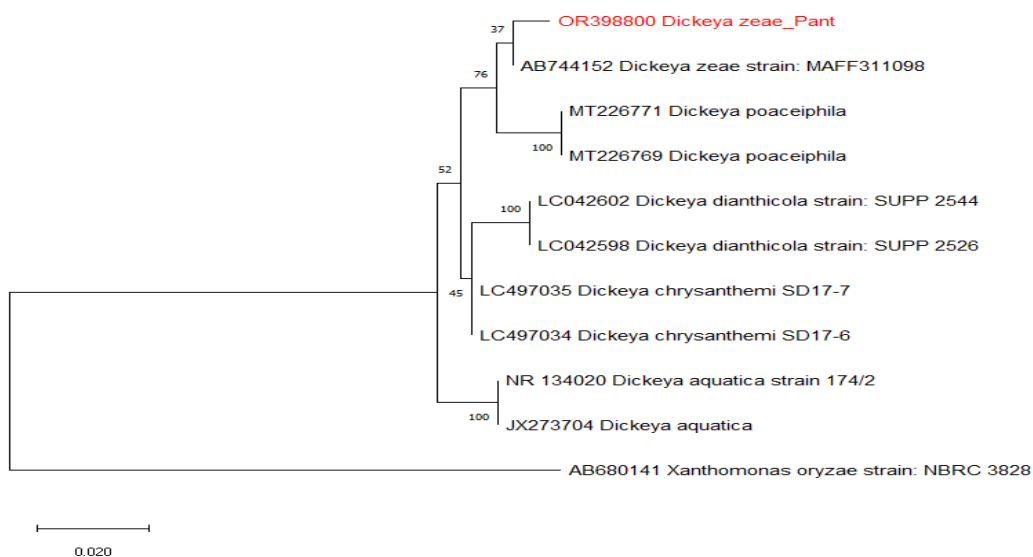 OR398800 Dickeya zeae_Pant
37
AB744152 Dickeya zeae strain: MAFF311098
76
MT226771 Dickeya poaceiphila
100
MT226769 Dickeya poaceiphila
52
LC042602 Dickeya dianthicola strain: SUPP 2544
100
LC042598 Dickeya dianthicola strain: SUPP 2526
LC497035 Dickeya chrysanthemi SD17-7
45
LC497034 Dickeya chrysanthemi SD17-6
NR 134020 Dickeya aquatica strain 174/2
100
JX273704 Dickeya aquatica
AB680141 Xanthomonas oryzae strain: NBRC 3828
0.020